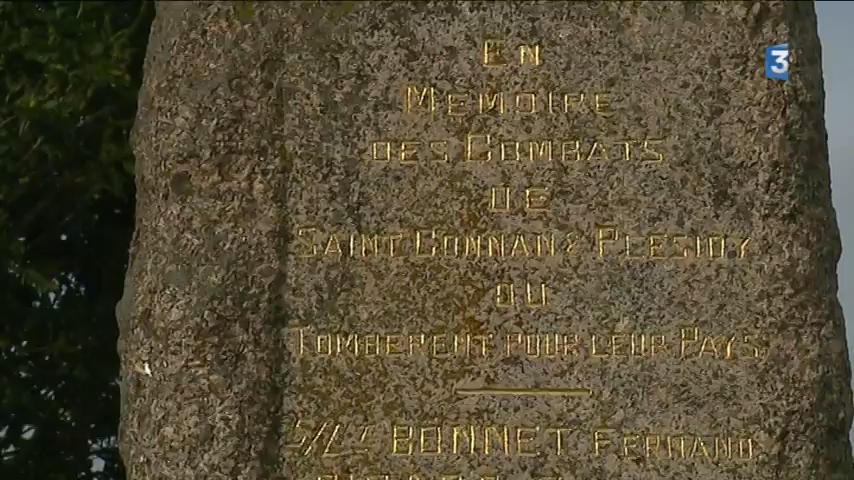 3
EN
MEMOIRE
DES COMBATS
DE
SAINT CONNAN & PLESIDY
OU
TOMBERENT POUR LEUR PAYS
S/Lt BONNET FERNAND